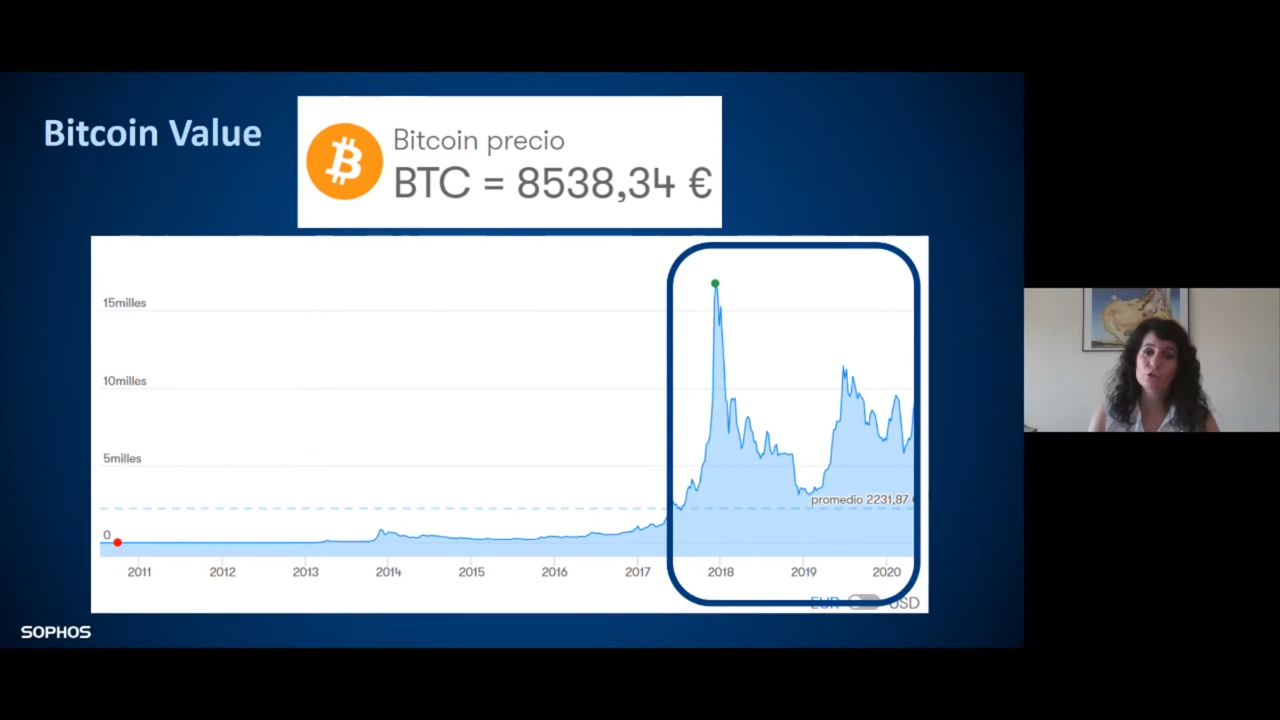 Bitcoin Value
Bitcoin precio
BTC = 8538,34 €
15milles
10milles
5milles
promedio 2231,87
0
2011 2012 2013 2014 2015 2016 2017 2018 2019 2020
EUR USD
SOPHOS